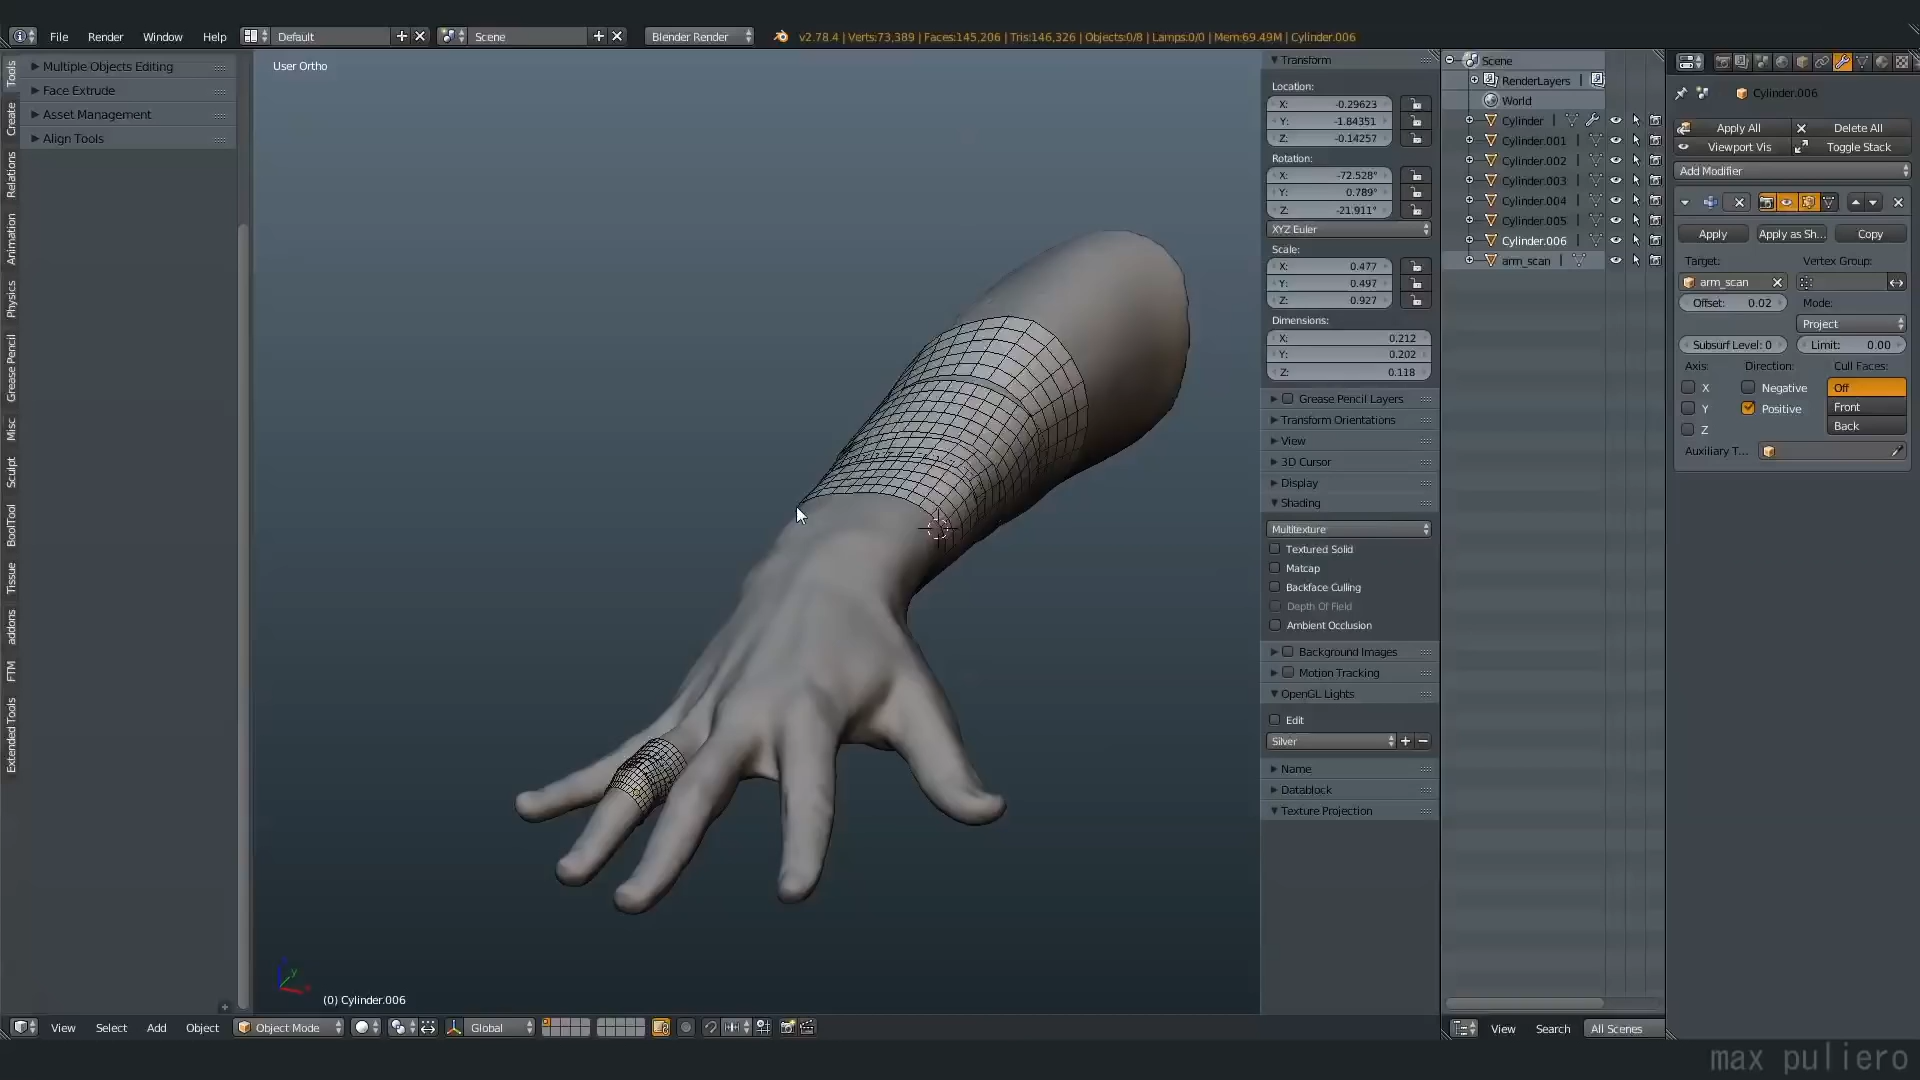 File Render Window Help Default Scene Blender Render v2.78.4 | Verts:73,389 | Faces:145,206 | Tris:146,326 | Objects:0/8 | Lamps:0/0 | Mem:69.49M | Cylinder.006
Tools
Create
Relations
Animation
Physics
Grease Pencil
Misc
Sculpt
BoolTool
Tissue
addons
FTM
Extended Tools
Multiple Objects Editing
Face Extrude
Asset Management
Align Tools
User Ortho
(0) Cylinder.006
Transform
Location:
X: -0.29623
Y: -1.84351
Z: -0.14257
Rotation:
X: -72.528°
Y: 0.789°
Z: -21.911°
XYZ Euler
Scale:
X: 0.477
Y: 0.497
Z: 0.927
Dimensions:
X: 0.212
Y: 0.202
Z: 0.118
Grease Pencil Layers
Transform Orientations
View
3D Cursor
Display
Shading
Multitexture
Textured Solid
Matcap
Backface Culling
Depth Of Field
Ambient Occlusion
Background Images
Motion Tracking
OpenGL Lights
Edit
Silver
Name
Datablock
Texture Projection
Scene
RenderLayers
World
Cylinder
Cylinder.001
Cylinder.002
Cylinder.003
Cylinder.004
Cylinder.005
Cylinder.006
arm_scan
Cylinder.006
Apply All Delete All
Viewport Vis Toggle Stack
Add Modifier
Apply Apply as Sh... Copy
Target: Vertex Group:
arm_scan
Offset: 0.02 Mode:
Project
Subsurf Level: 0 Limit: 0.00
Axis: Direction: Cull Faces:
X Negative Off
Y Positive Front
Z Back
Auxiliary T...
View Select Add Object Object Mode Global
View Search All Scenes
max puliero